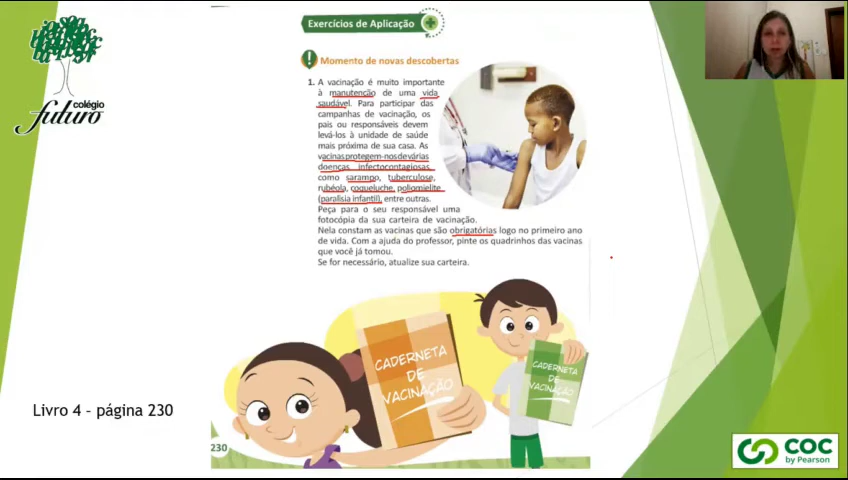 Exercícios de Aplicação
Momento de novas descobertas
1. A vacinação é muito importante
à manutenção de uma vida
saudável. Para participar das
campanhas de vacinação, os
pais ou responsáveis devem
levá-los à unidade de saúde
mais próxima de sua casa. As
vacinas protegem-nos de várias
doenças infectocontagiosas,
como sarampo, tuberculose,
rubéola, coqueluche, poliomielite
(paralisia infantil), entre outras.
Peça para o seu responsável uma
fotocópia da sua carteira de vacinação.
Nela constam as vacinas que são obrigatórias logo no primeiro ano
de vida. Com a ajuda do professor, pinte os quadrinhos das vacinas
que você já tomou.
Se for necessário, atualize sua carteira.
CADERNETA
DE
VACINAÇÃO
CADERNETA
DE
VACINAÇÃO
230
Livro 4 - página 230
colégio
futuro
COC
by Pearson